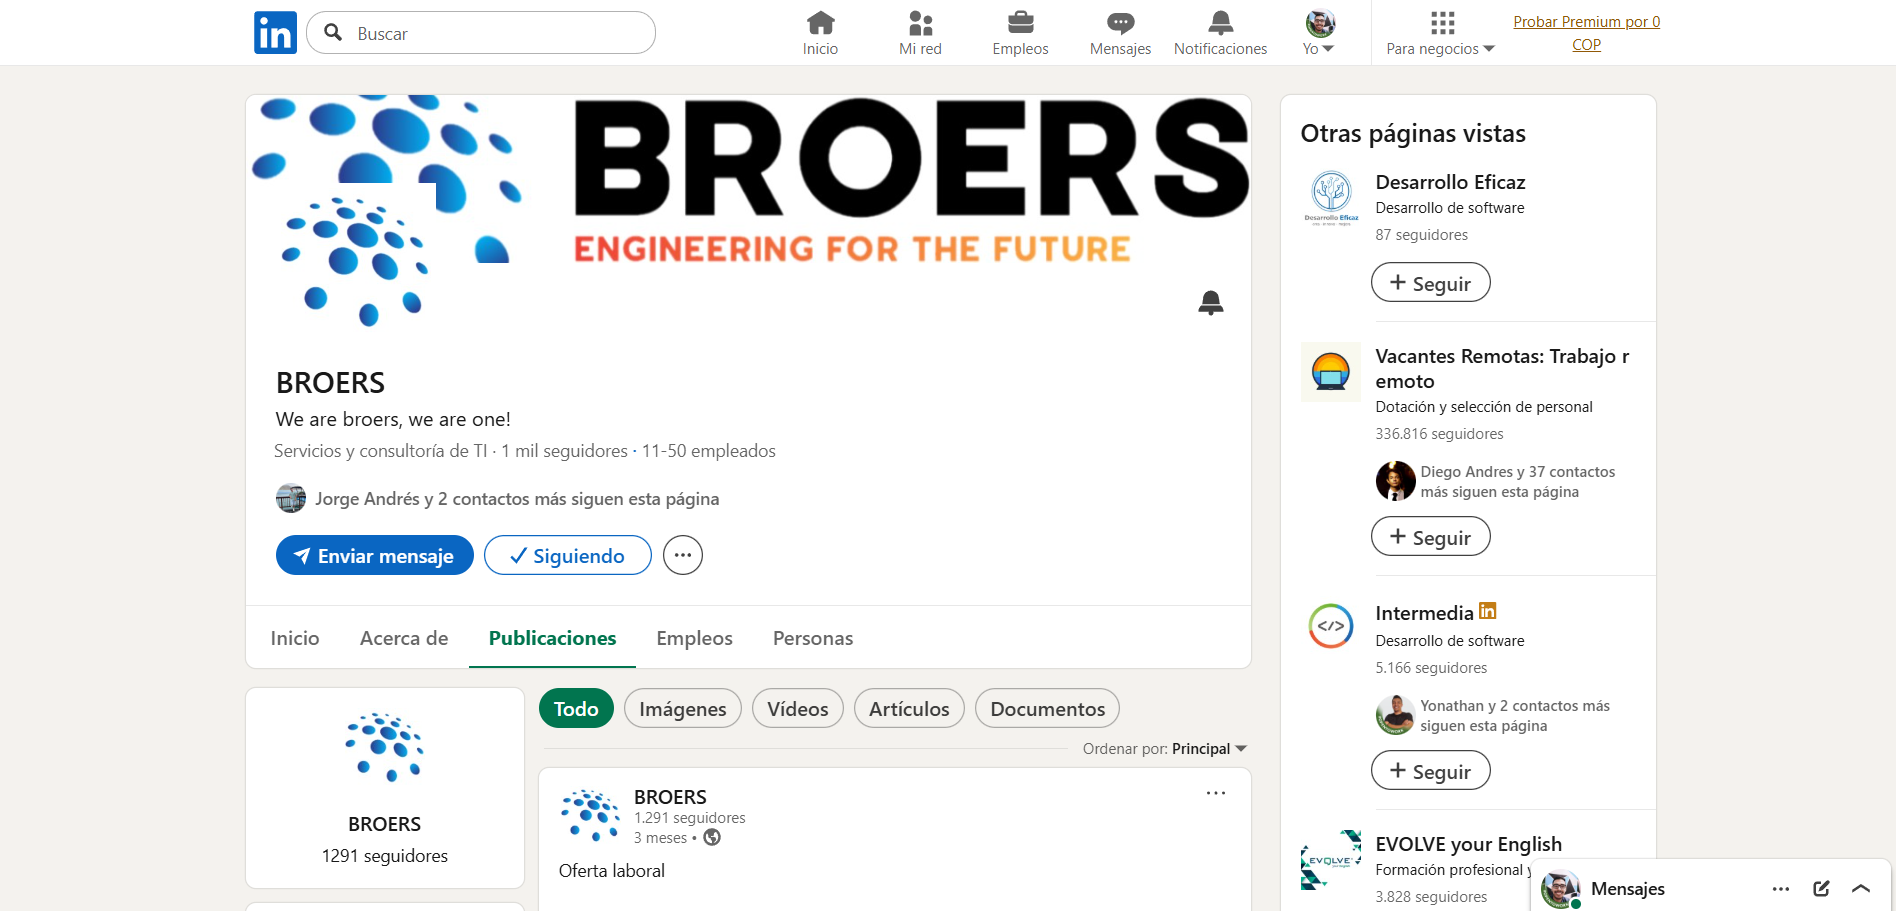 Buscar
Inicio
Mi red
Empleos
Mensajes
Notificaciones
Yo
Para negocios
Probar Premium por 0
COP
BROERS
ENGINEERING FOR THE FUTURE
BROERS
We are broers, we are one!
Servicios y consultoría de TI · 1 mil seguidores · 11-50 empleados
Jorge Andrés y 2 contactos más siguen esta página
Enviar mensaje
Siguiendo
Inicio
Acerca de
Publicaciones
Empleos
Personas
BROERS
1291 seguidores
Todo
Imágenes
Vídeos
Artículos
Documentos
Ordenar por: Principal
BROERS
1.291 seguidores
3 meses •
Oferta laboral
Otras páginas vistas
Desarrollo Eficaz
Desarrollo Eficaz
Desarrollo de software
87 seguidores
+ Seguir
Vacantes Remotas: Trabajo r
emoto
Dotación y selección de personal
336.816 seguidores
Diego Andres y 37 contactos
más siguen esta página
+ Seguir
</>
Intermedia in
Desarrollo de software
5.166 seguidores
Yonathan y 2 contactos más
siguen esta página
+ Seguir
EVOLVE
EVOLVE your English
Formación profesional y
3.828 seguidores
Mensajes